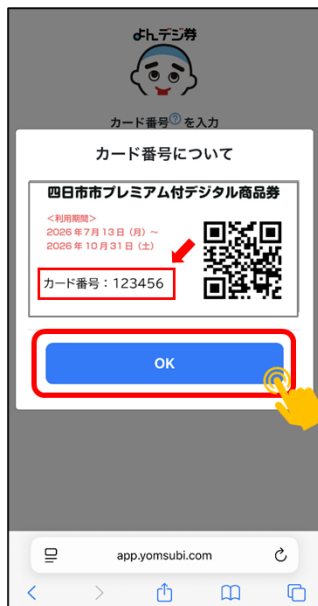 よんデジ券
カード番号?を入力
カード番号について
四日市市プレミアム付デジタル商品券
<利用期間>
2026年7月13日（月）～
2026年10月31日（土）
カード番号：123456
OK
app.yomsubi.com